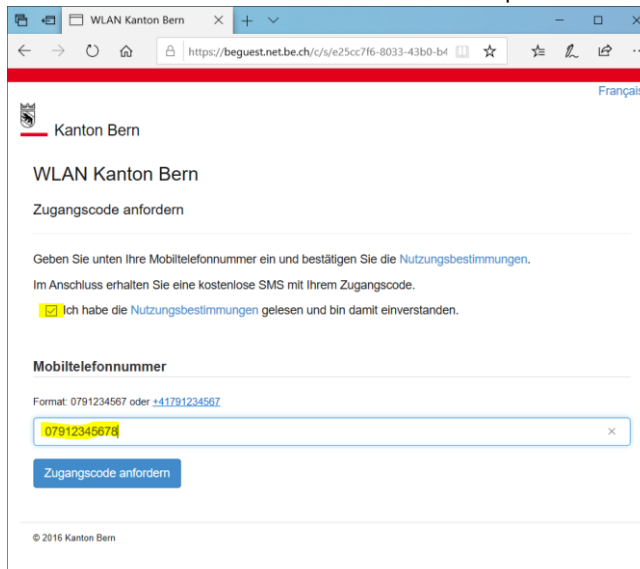 WLAN Kanton Bern
https://beguest.net.be.ch/c/s/e25cc7f6-8033-43b0-b4
Français
Kanton Bern
WLAN Kanton Bern
Zugangscode anfordern
Geben Sie unten Ihre Mobiltelefonnummer ein und bestätigen Sie die Nutzungsbestimmungen.
Im Anschluss erhalten Sie eine kostenlose SMS mit Ihrem Zugangscode.
Ich habe die Nutzungsbestimmungen gelesen und bin damit einverstanden.
Mobiltelefonnummer
Format: 0791234567 oder +41791234567
07912345678
Zugangscode anfordern
© 2016 Kanton Bern